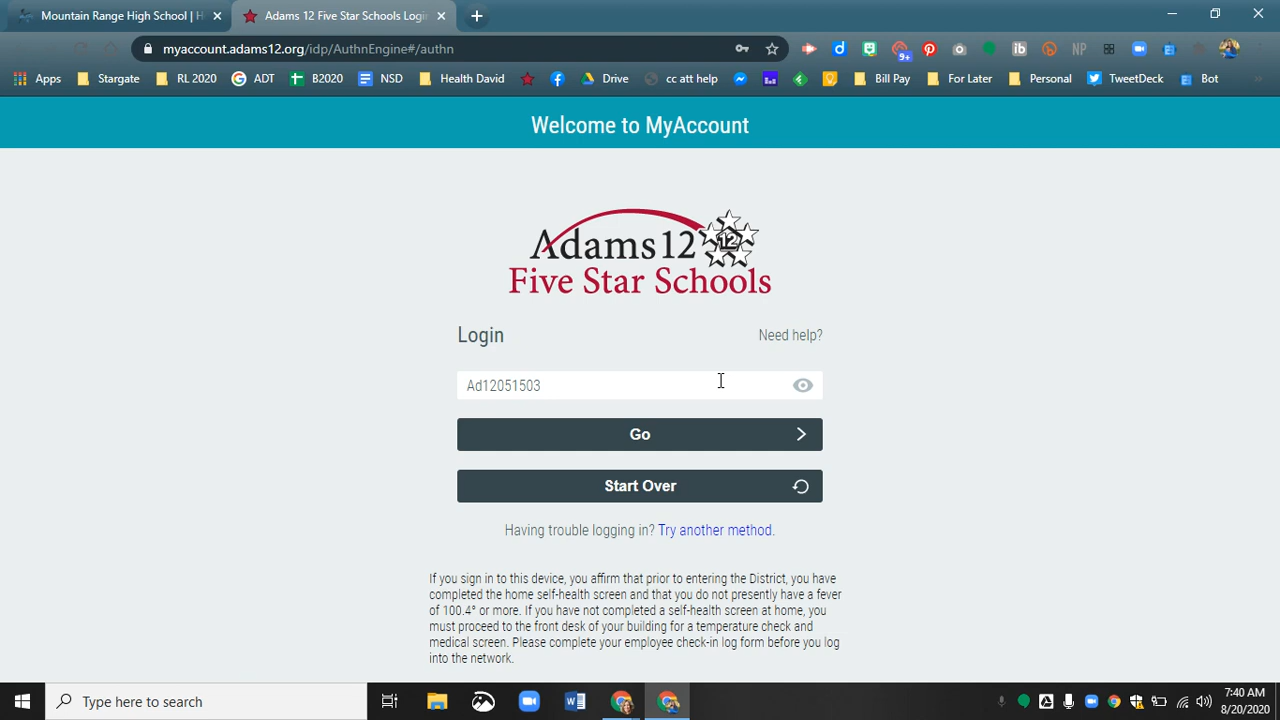 Mountain Range High School | H
Adams 12 Five Star Schools Login
myaccount.adams12.org/idp/AuthnEngine#/authn
9+
ib
NP
Apps
Stargate
RL 2020
ADT
B2020
NSD
Health David
Drive
cc att help
Bill Pay
For Later
Personal
TweetDeck
Bot
Welcome to MyAccount
Adams 12
12
Five Star Schools
Login
Need help?
Ad12051503
Go
Start Over
Having trouble logging in? Try another method.
If you sign in to this device, you affirm that prior to entering the District, you have
completed the home self-health screen and that you do not presently have a fever
of 100.4° or more. If you have not completed a self-health screen at home, you
must proceed to the front desk of your building for a temperature check and
medical screen. Please complete your employee check-in log form before you log
into the network.
Type here to search
7:40 AM
8/20/2020